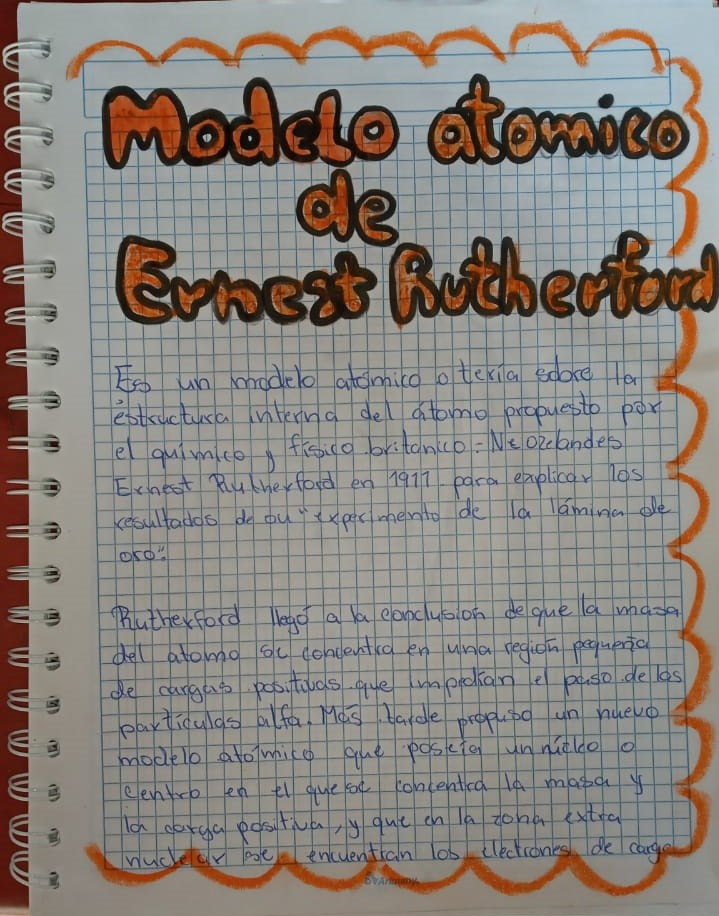 Modelo atomico
de
Ernest Rutherford
Es un modelo atómico o tería sobre la
éstructura interna del átomo propuesto por
el químico y físico britanico-Neozelandes
Ernest Rutherford en 1911 para explicar los
resultados de su "experimento de la lámina de
oro".
Rutherford llegó a la conclusión de que la masa
del atomo se concentra en una región pequeña
de cargas positivas que impedían el paso de las
partículas alfa. Más tarde propuso un nuevo
modelo atómico que poseía un núcleo o
centro en el que se concentra la masa y
la carga positiva, y que en la zona extra
nuclear se encuentran los electrones de carga